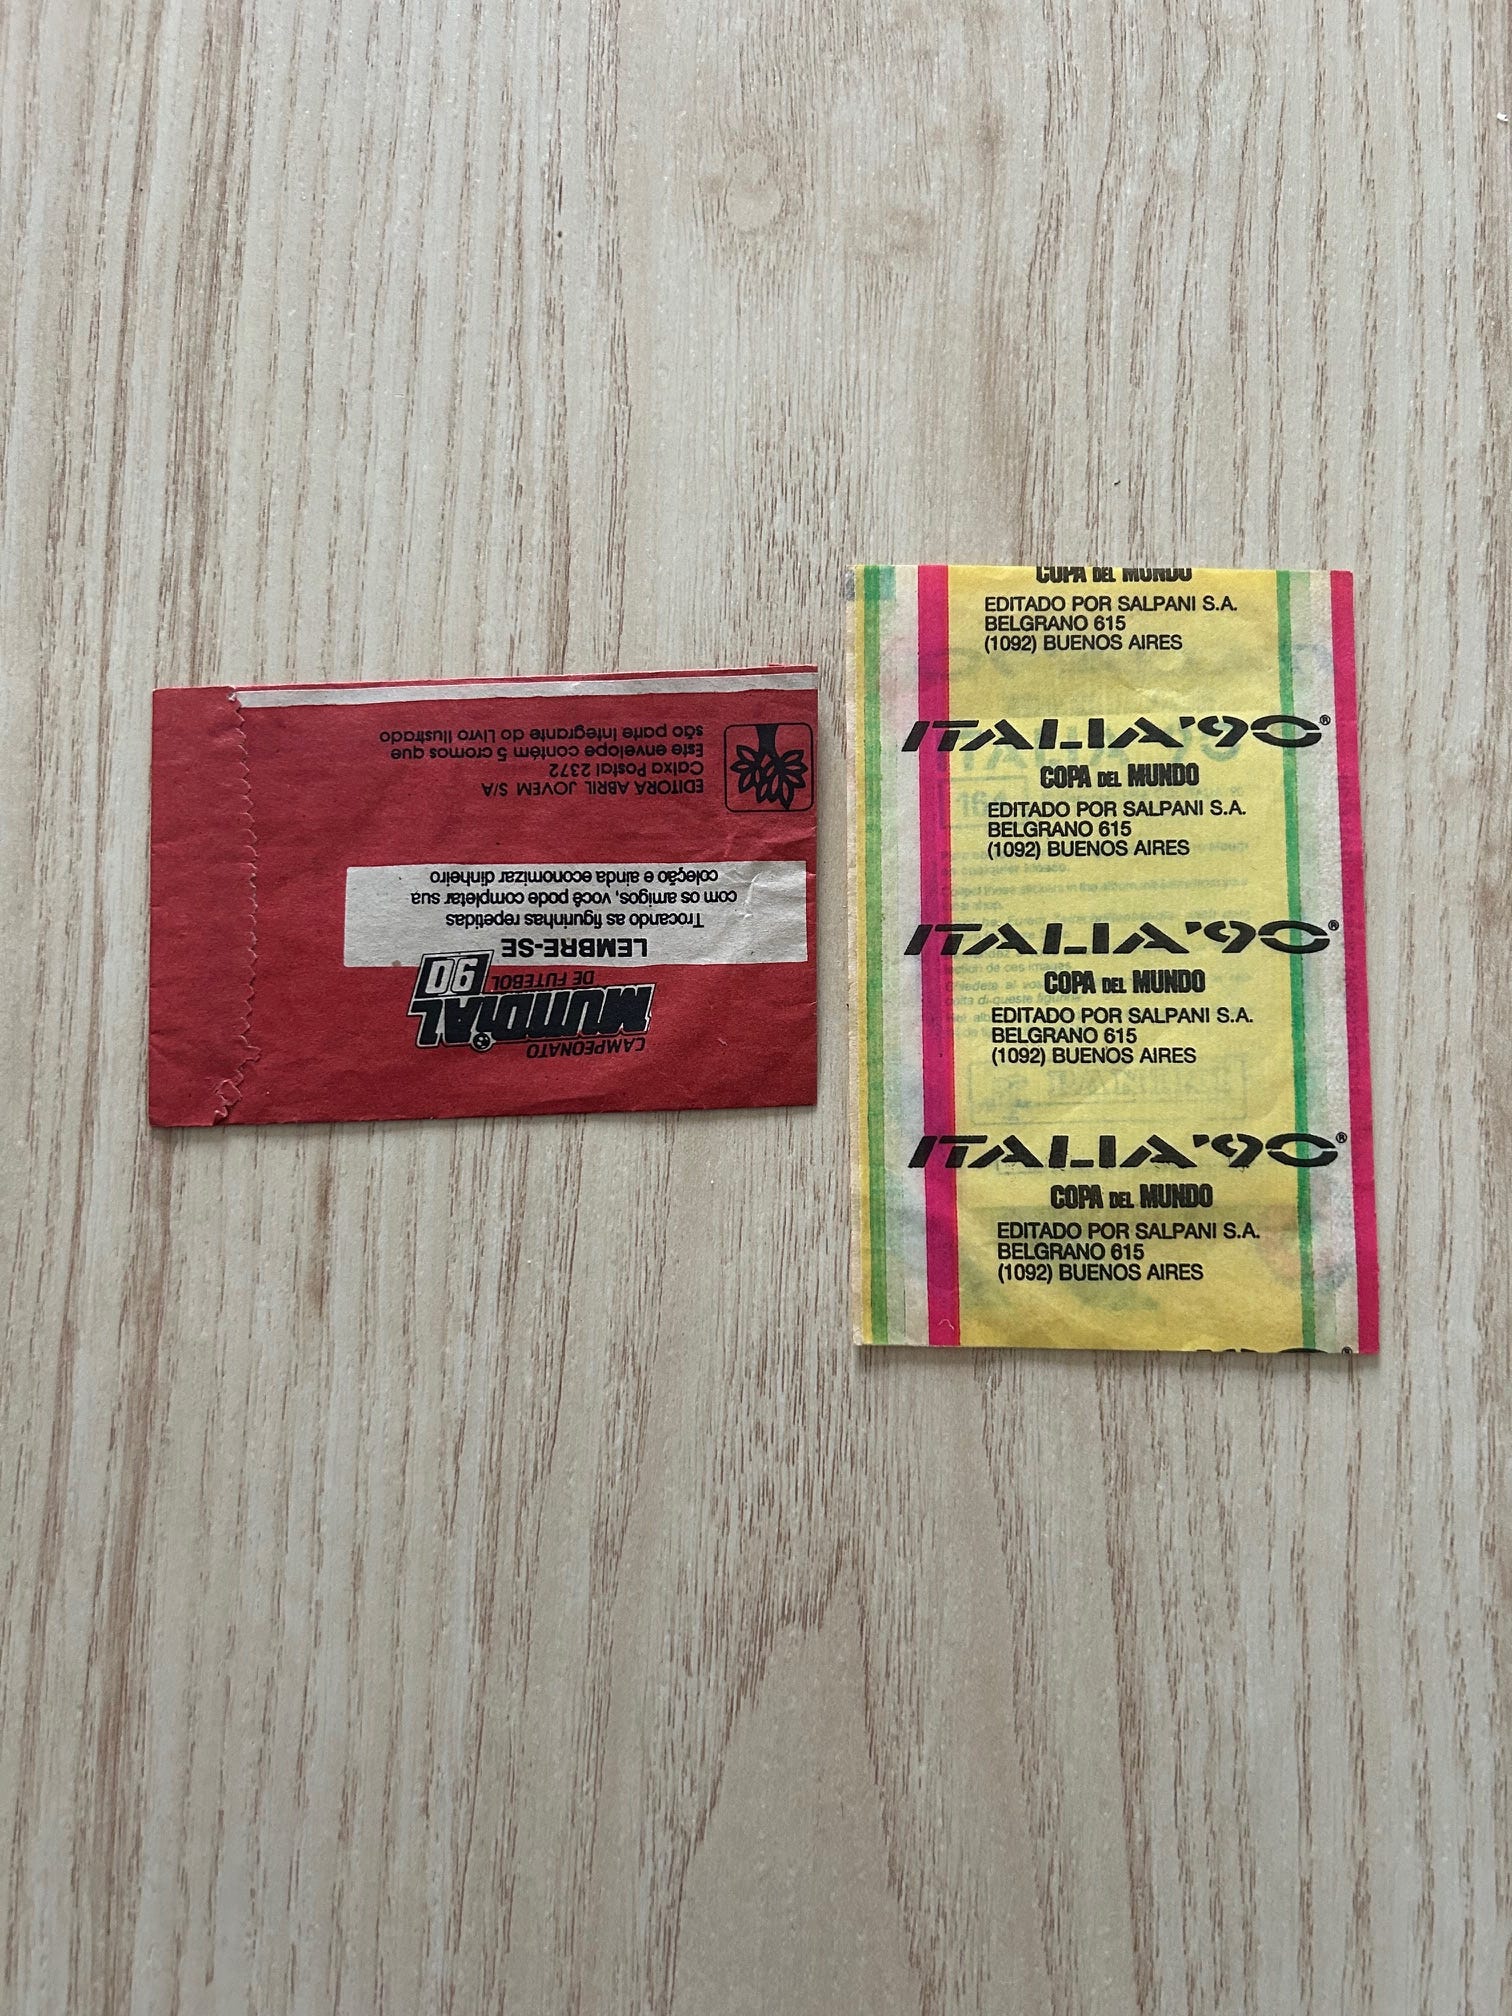 CAMPEONATO
MUNDIAL
DE FUTEBOL 90
LEMBRE-SE
Trocando as figurinhas repetidas
com os amigos, você pode completar sua
coleção e ainda economizar dinheiro
EDITORA ABRIL JOVEM S/A
Caixa Postal 2372
Este envelope contém 5 cromos que
são parte integrante do Livro Ilustrado
COPA DEL MUNDO
EDITADO POR SALPANI S.A.
BELGRANO 615
(1092) BUENOS AIRES
ITALIA'90®
COPA DEL MUNDO
EDITADO POR SALPANI S.A.
BELGRANO 615
(1092) BUENOS AIRES
ITALIA'90®
COPA DEL MUNDO
EDITADO POR SALPANI S.A.
BELGRANO 615
(1092) BUENOS AIRES
ITALIA'90®
COPA DEL MUNDO
EDITADO POR SALPANI S.A.
BELGRANO 615
(1092) BUENOS AIRES